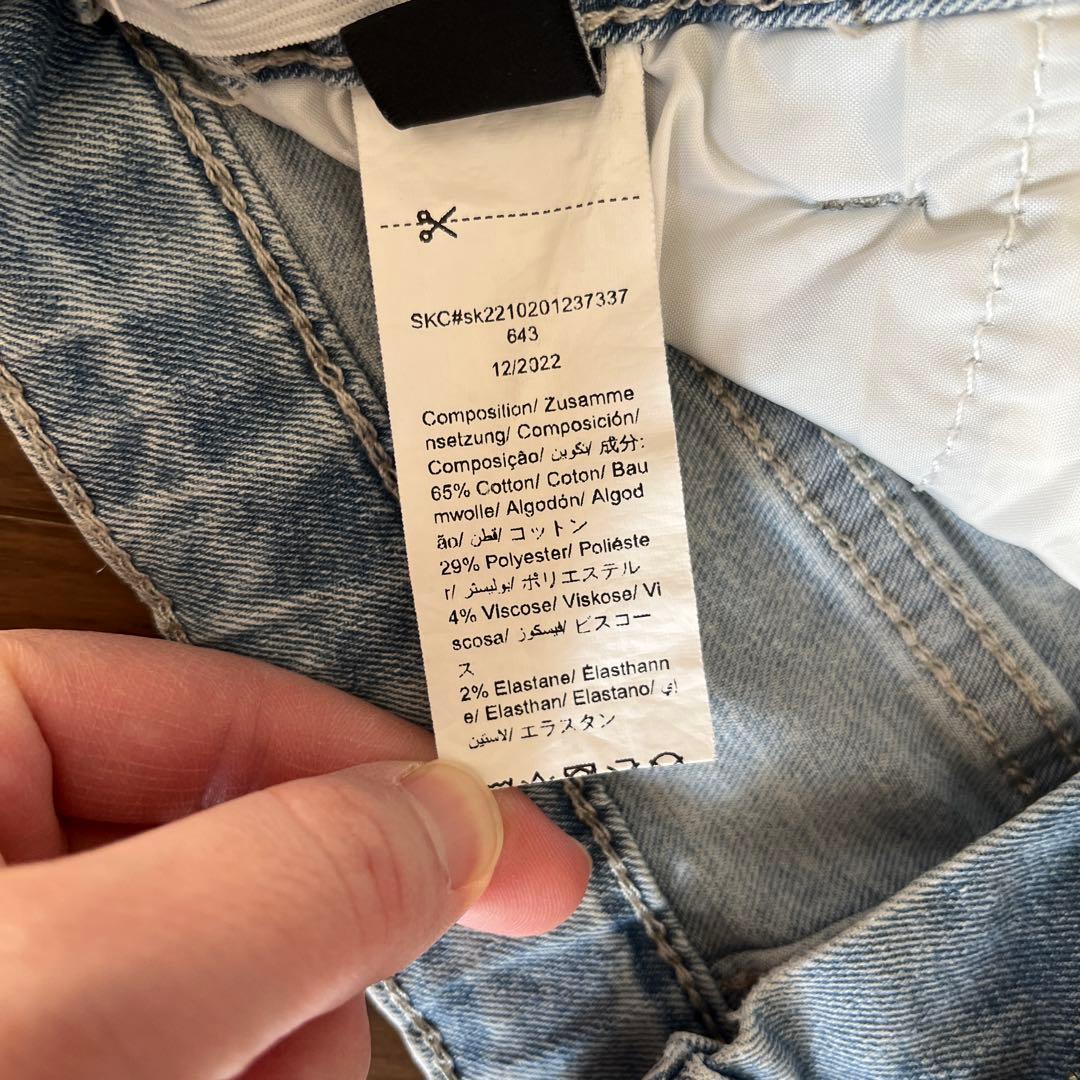 SKC#sk2210201237337
643
12/2022
Composition/ Zusamme
nsetzung/ Composición/
Composição/ تكوين/ 成分:
65% Cotton/ Coton/ Bau
mwolle/ Algodón/ Algod
ão/ قطن/ コットン
29% Polyester/ Poliéste
r/ بوليستر/ ポリエステル
4% Viscose/ Viskose/ Vi
scosa/ فيسكوز/ ビスコー
ス
2% Elastane/ Élasthann
e/ Elasthan/ Elastano/ إي
لاستين/ エラスタン